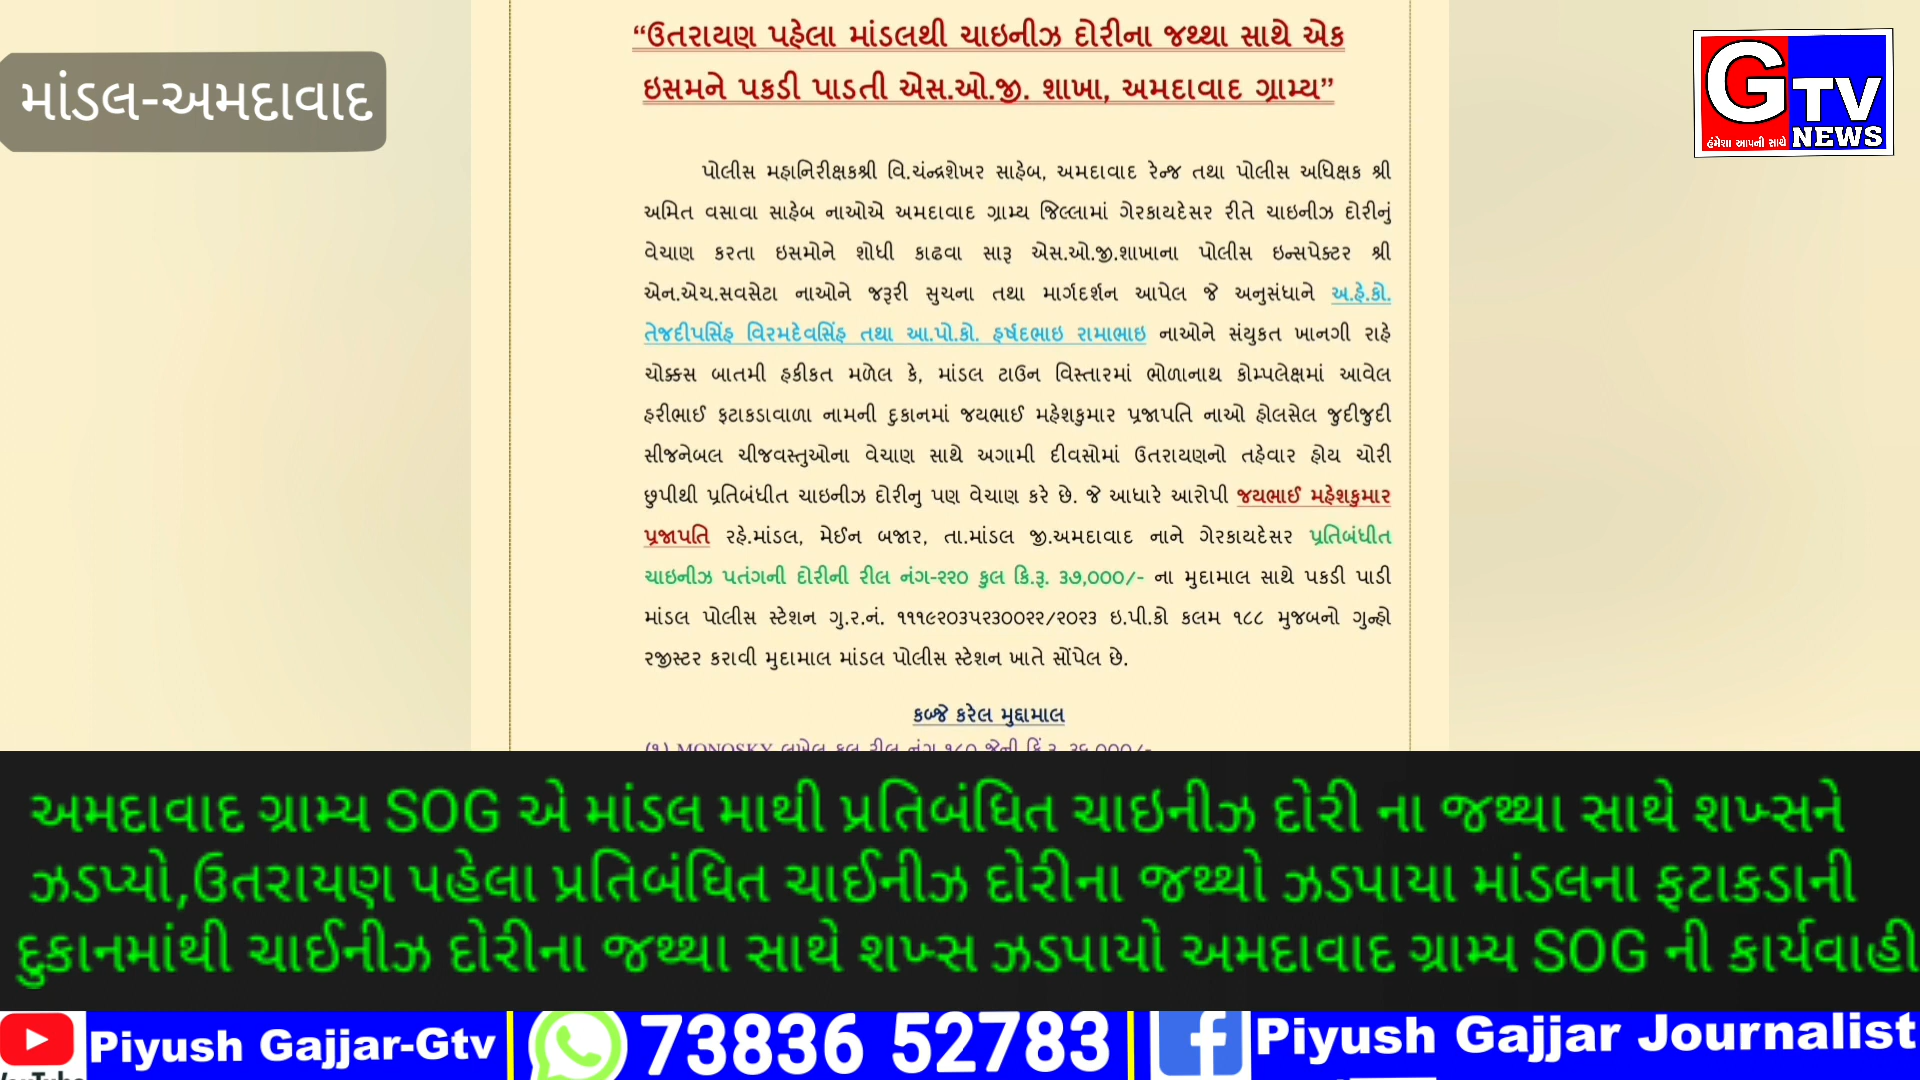 “ઉતરાયણ પહેલા માંડલથી ચાઇનીઝ દોરીના જથ્થા સાથે એક
ઇસમને પકડી પાડતી એસ.ઓ.જી. શાખા, અમદાવાદ ગ્રામ્ય”
માંડલ-અમદાવાદ
GTV
NEWS
હંમેશા આપની સાથે
પોલીસ મહાનિરીક્ષકશ્રી વિ.ચંન્દ્રશેખર સાહેબ, અમદાવાદ રેન્જ તથા પોલીસ અધિક્ષક શ્રી
અમિત વસાવા સાહેબ નાઓએ અમદાવાદ ગ્રામ્ય જિલ્લામાં ગેરકાયદેસર રીતે ચાઇનીઝ દોરીનું
વેચાણ કરતા ઇસમોને શોધી કાઢવા સારૂ એસ.ઓ.જી.શાખાના પોલીસ ઇન્સપેક્ટર શ્રી
એન.એચ.સવસેટા નાઓને જરૂરી સુચના તથા માર્ગદર્શન આપેલ જે અનુસંધાને અ.હે.કો.
તેજદીપસિંહ વિરમદેવસિંહ તથા આ.પો.કો. હર્ષદભાઇ રામાભાઇ નાઓને સંયુકત ખાનગી રાહે
ચોક્ક્સ બાતમી હકીકત મળેલ કે, માંડલ ટાઉન વિસ્તારમાં ભોળાનાથ કોમ્પલેક્ષમાં આવેલ
હરીભાઈ ફટાકડાવાળા નામની દુકાનમાં જયભાઈ મહેશકુમાર પ્રજાપતિ નાઓ હોલસેલ જુદીજુદી
સીજનેબલ ચીજવસ્તુઓના વેચાણ સાથે અગામી દીવસોમાં ઉતરાયણનો તહેવાર હોય ચોરી
છુપીથી પ્રતિબંધીત ચાઇનીઝ દોરીનુ પણ વેચાણ કરે છે. જે આધારે આરોપી જયભાઈ મહેશકુમાર
પ્રજાપતિ રહે.માંડલ, મેઈન બજાર, તા.માંડલ જી.અમદાવાદ નાને ગેરકાયદેસર પ્રતિબંધીત
ચાઇનીઝ પતંગની દોરીની રીલ નંગ-૨૨૦ કુલ કિ.રૂ. ૩૭,૦૦૦/- ના મુદામાલ સાથે પકડી પાડી
માંડલ પોલીસ સ્ટેશન ગુ.ર.નં. ૧૧૧૯૨૦૩૫૨૩૦૦૨૨/૨૦૨૩ ઇ.પી.કો કલમ ૧૮૮ મુજબનો ગુન્હો
રજીસ્ટર કરાવી મુદામાલ માંડલ પોલીસ સ્ટેશન ખાતે સોંપેલ છે.
કબ્જે કરેલ મુદ્દામાલ
(૧) MONOSKY લખેલ કુલ રીલ નંગ ૧૮૦ જેની કિં.રૂ. ૩૬,૦૦૦/-
અમદાવાદ ગ્રામ્ય SOG એ માંડલ માથી પ્રતિબંધિત ચાઇનીઝ દોરી ના જથ્થા સાથે શખ્સને
ઝડપ્યો,ઉતરાયણ પહેલા પ્રતિબંધિત ચાઈનીઝ દોરીના જથ્થો ઝડપાયા માંડલના ફટાકડાની
દુકાનમાંથી ચાઈનીઝ દોરીના જથ્થા સાથે શખ્સ ઝડપાયો અમદાવાદ ગ્રામ્ય SOG ની કાર્યવાહી
Piyush Gajjar-Gtv
73836 52783
Piyush Gajjar Journalist